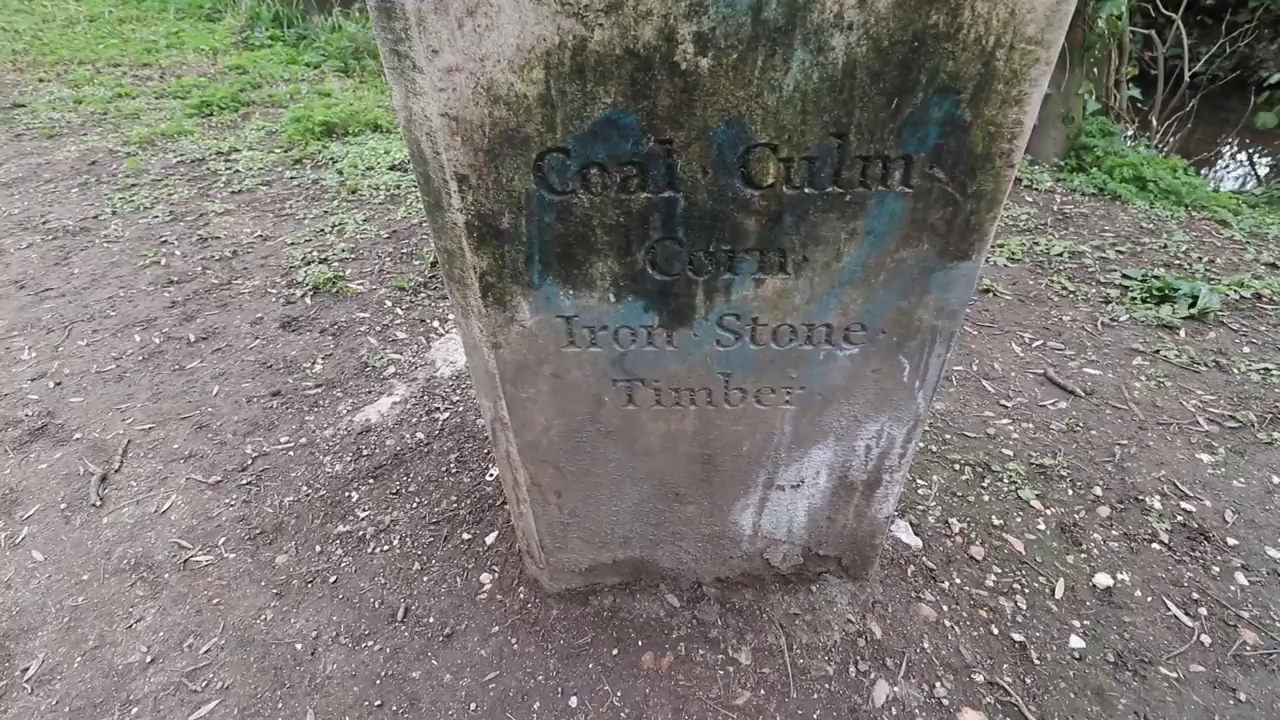 Coal · Culm ·
Corn ·
Iron · Stone ·
Timber ·